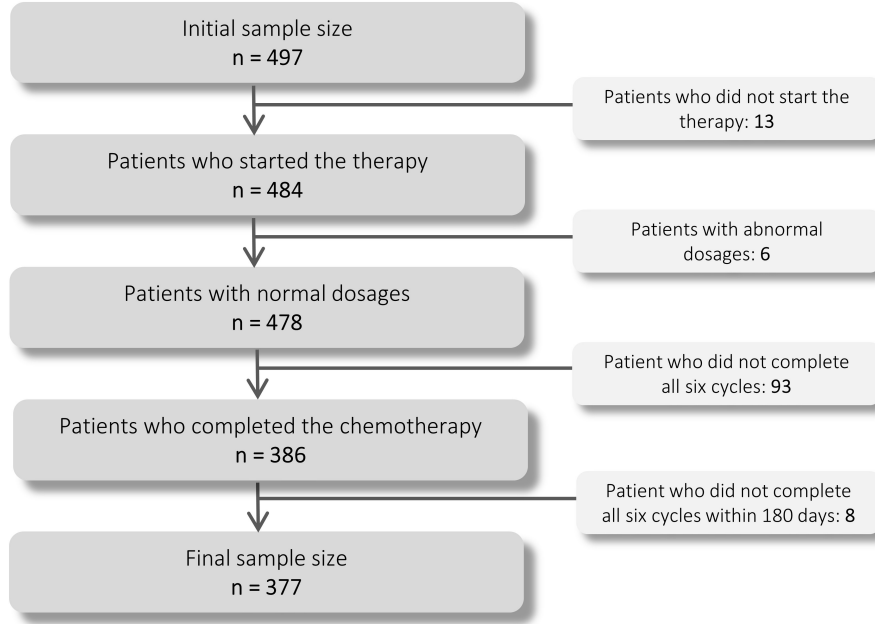 Initial sample size
n = 497
Patients who did not start the
therapy: 13
Patients who started the therapy
n = 484
Patients with abnormal
dosages: 6
Patients with normal dosages
n = 478
Patient who did not complete
all six cycles: 93
Patients who completed the chemotherapy
n = 386
Patient who did not complete
all six cycles within 180 days: 8
Final sample size
n = 377